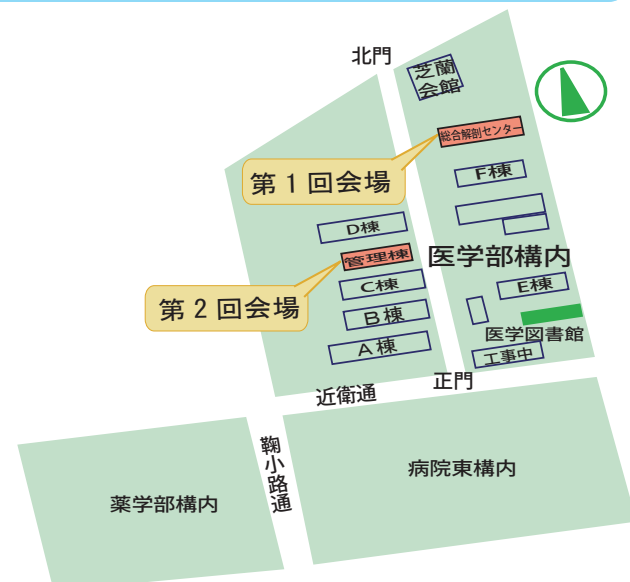 北門
芝蘭
会館
総合解剖センター
第1回会場
F棟
D棟
医学部構内
管理棟
C棟
E棟
第2回会場
B棟
医学図書館
A棟
工事中
正門
近衛通
鞠小路通
病院東構内
薬学部構内